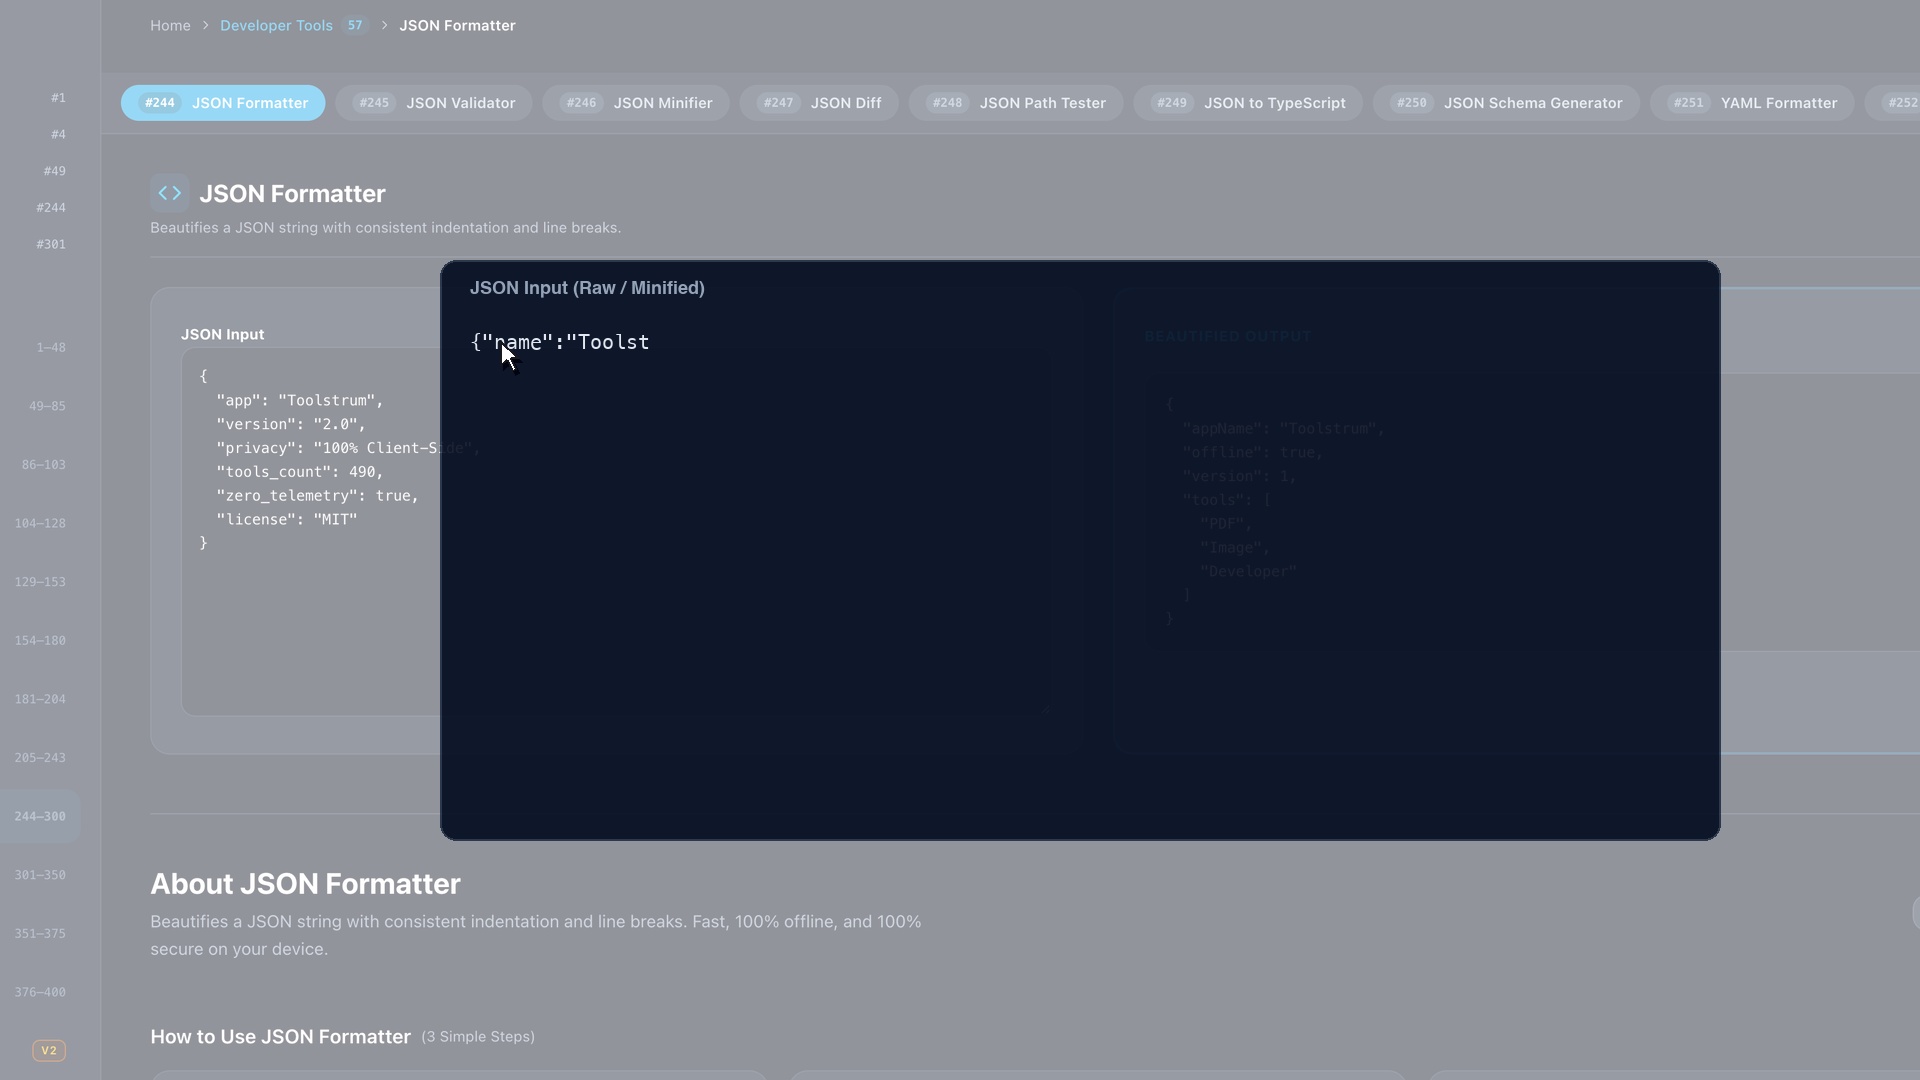 Home > Developer Tools 57 > JSON Formatter
#244 JSON Formatter #245 JSON Validator #246 JSON Minifier #247 JSON Diff #248 JSON Path Tester #249 JSON to TypeScript #250 JSON Schema Generator #251 YAML Formatter #252
#1
#4
#49
#244
#301
1–48
49–85
86–103
104–128
129–153
154–180
181–204
205–243
244–300
301–350
351–375
376–400
V2
JSON Formatter
Beautifies a JSON string with consistent indentation and line breaks.
JSON Input
{
"app": "Toolstrum",
"version": "2.0",
"privacy": "100% Client-Side",
"tools_count": 490,
"zero_telemetry": true,
"license": "MIT"
}
JSON Input (Raw / Minified)
{"name":"Toolst
BEAUTIFIED OUTPUT
{
"appName": "Toolstrum",
"offline": true,
"version": 1,
"tools": [
"PDF",
"Image",
"Developer"
]
}
About JSON Formatter
Beautifies a JSON string with consistent indentation and line breaks. Fast, 100% offline, and 100%
secure on your device.
How to Use JSON Formatter (3 Simple Steps)